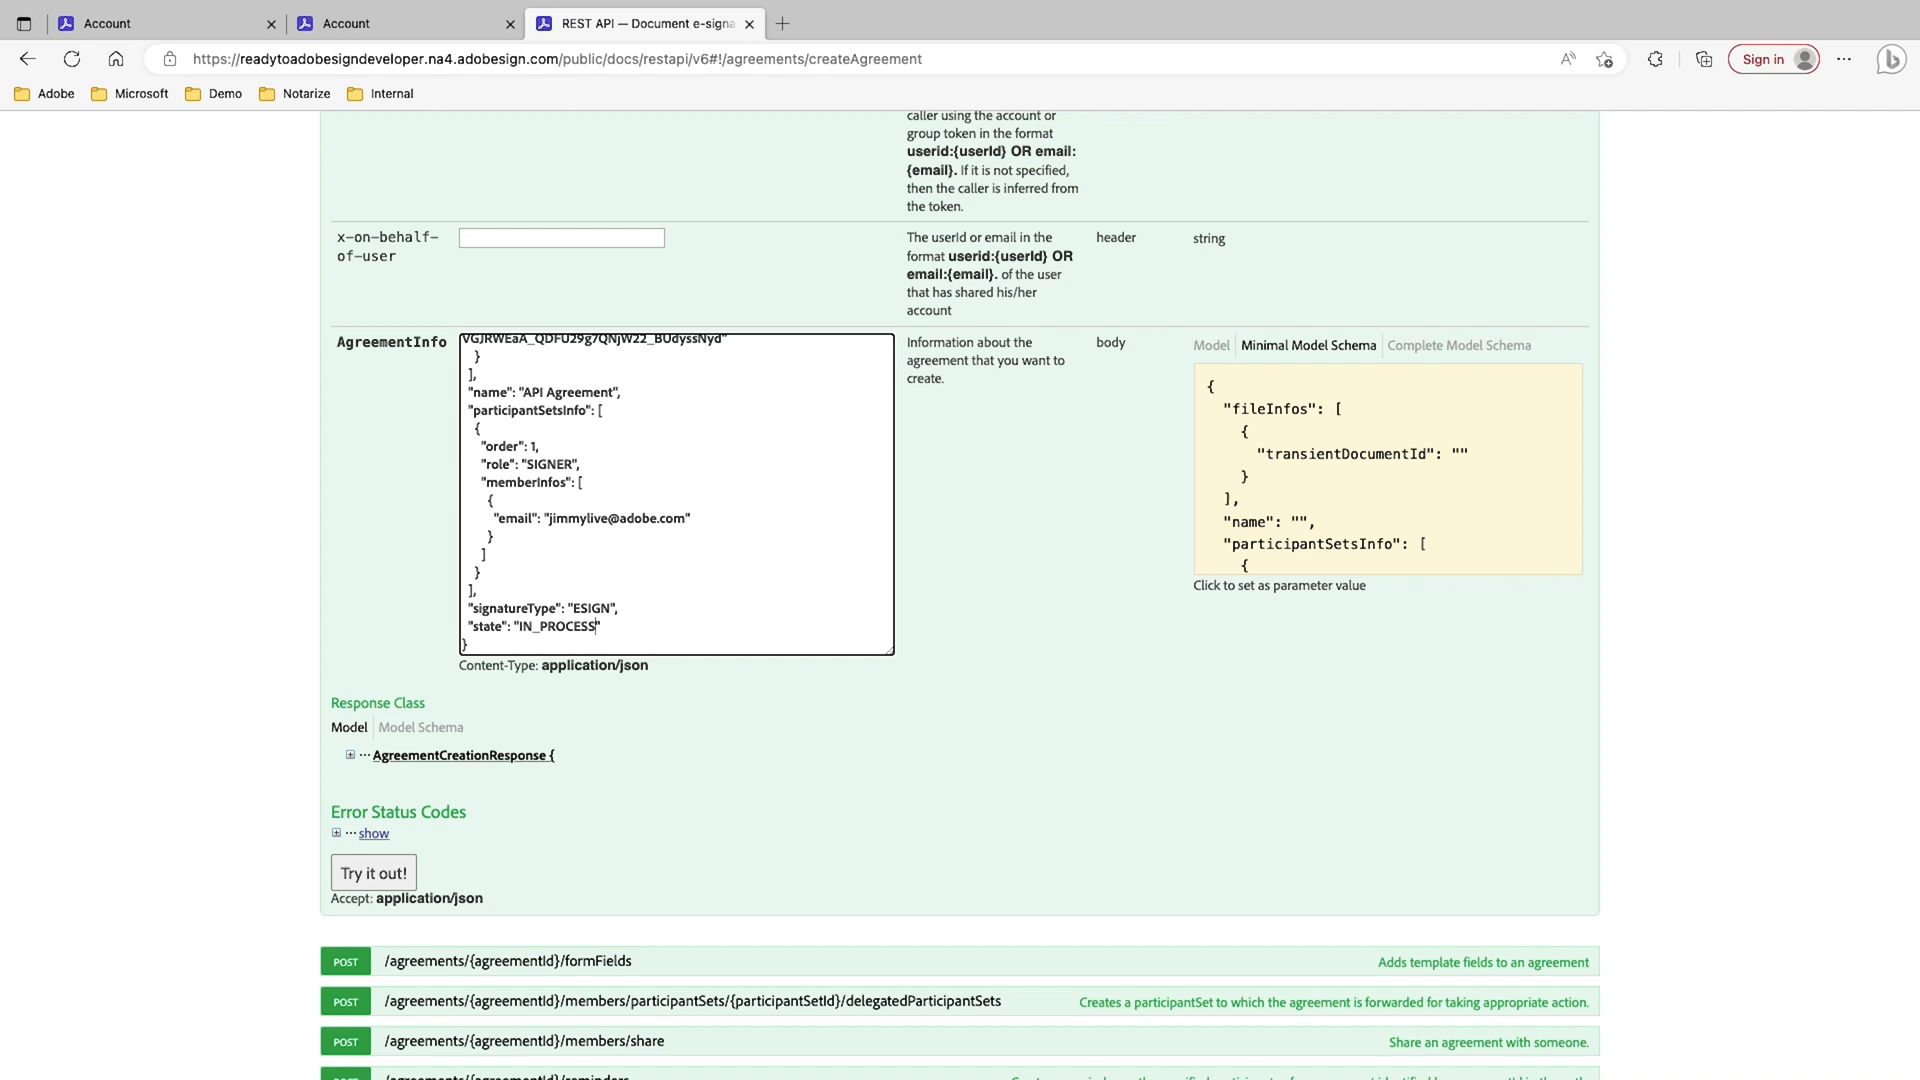 Account
Account
REST API — Document e-signa
https://readytoadobesigndeveloper.na4.adobesign.com/public/docs/restapi/v6#!/agreements/createAgreement
Sign in
Adobe
Microsoft
Demo
Notarize
Internal
caller using the account or
group token in the format
userid:{userId} OR email:
{email}. If it is not specified,
then the caller is inferred from
the token.
x-on-behalf-
of-user
The userId or email in the
format userid:{userId} OR
email:{email}. of the user
that has shared his/her
account
header
string
AgreementInfo
VGJRWEaA_QDFU29g7QNjW22_BUdyssNyd"
}
],
"name": "API Agreement",
"participantSetsInfo": [
{
"order": 1,
"role": "SIGNER",
"memberInfos": [
{
"email": "jimmylive@adobe.com"
}
]
}
],
"signatureType": "ESIGN",
"state": "IN_PROCESS"
}
Content-Type: application/json
Information about the
agreement that you want to
create.
body
Model
Minimal Model Schema
Complete Model Schema
{
"fileInfos": [
{
"transientDocumentId": ""
}
],
"name": "",
"participantSetsInfo": [
{
Click to set as parameter value
Response Class
Model
Model Schema
··· AgreementCreationResponse {
Error Status Codes
··· show
Try it out!
Accept: application/json
POST /agreements/{agreementId}/formFields Adds template fields to an agreement
POST /agreements/{agreementId}/members/participantSets/{participantSetId}/delegatedParticipantSets Creates a participantSet to which the agreement is forwarded for taking appropriate action.
POST /agreements/{agreementId}/members/share Share an agreement with someone.
/agreements/{agreementId}/reminders